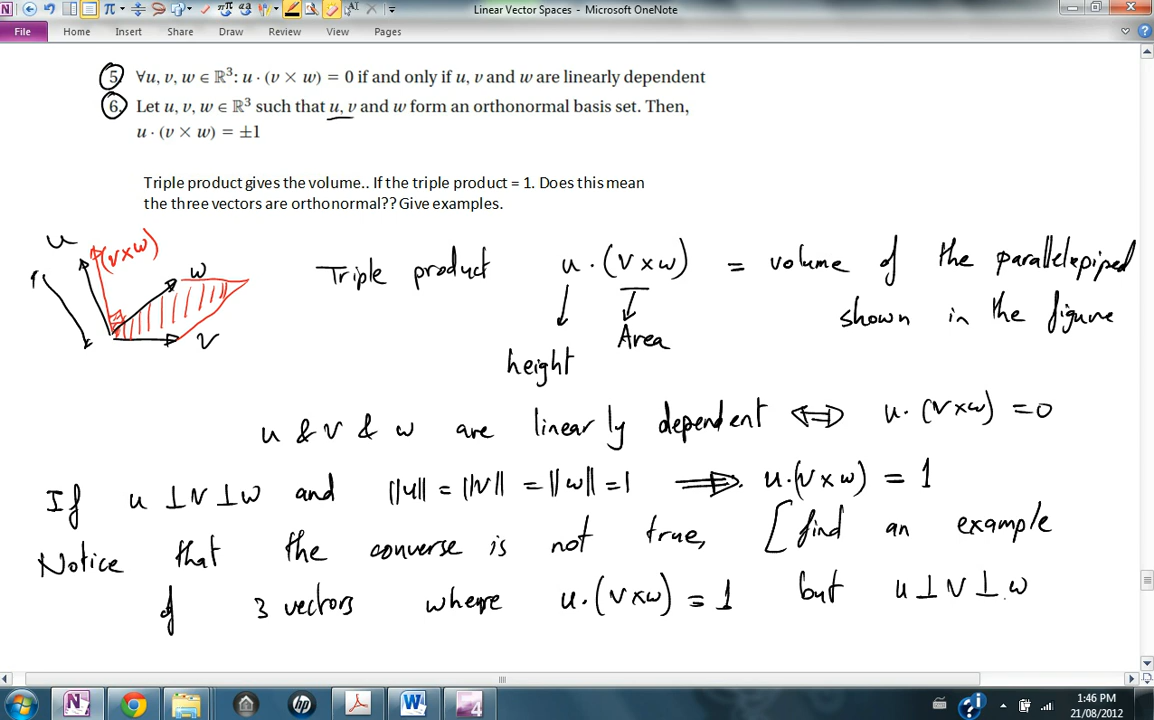 Linear Vector Spaces - Microsoft OneNote
File Home Insert Share Draw Review View Pages
5. ∀u, v, w ∈ ℝ³: u · (v × w) = 0 if and only if u, v and w are linearly dependent
6. Let u, v, w ∈ ℝ³ such that u, v and w form an orthonormal basis set. Then,
u · (v × w) = ±1
Triple product gives the volume.. If the triple product = 1. Does this mean
the three vectors are orthonormal?? Give examples.
u (v×w) w v
Triple product u · (v×w) = volume of the parallelepiped
shown in the figure
Area
height
u & v & w are linearly dependent ⟺ u · (v×w) = 0
If u ⊥ v ⊥ w and ||u|| = ||v|| = ||w|| = 1 ⟹ u · (v×w) = 1
Notice that the converse is not true, [find an example
of 3 vectors where u · (v×w) = 1 but u ⊥ v ⊥ w
1:46 PM
21/08/2012